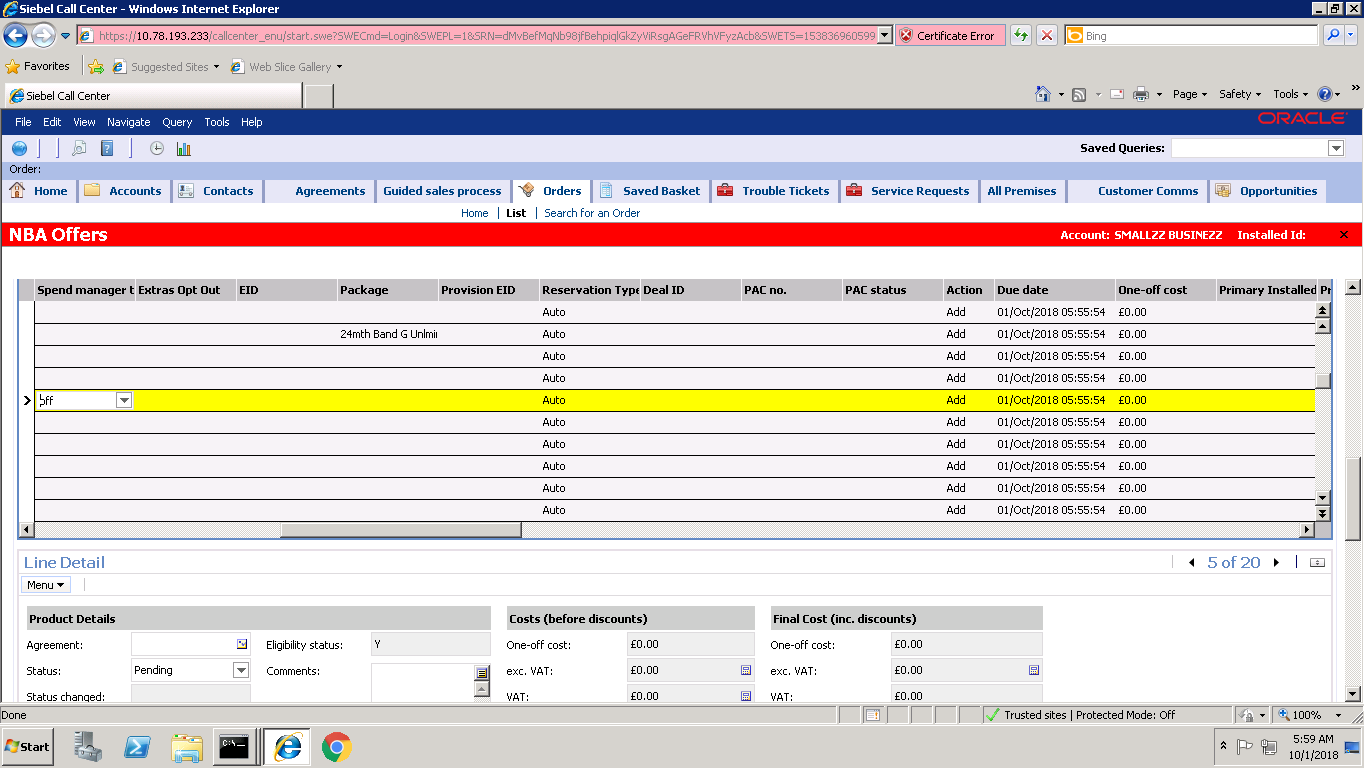 Siebel Call Center - Windows Internet Explorer
https://10.78.193.233/callcenter_enu/start.swe?SWECmd=Login&SWEPL=1&SRN=dMvBefMqNb98jfBehpiqlGkZyViRsgAGeFRVhVFyzAcb&SWETS=153836960599 Certificate Error Bing
Favorites Suggested Sites Web Slice Gallery
Siebel Call Center Page Safety Tools
File Edit View Navigate Query Tools Help ORACLE
Saved Queries:
Order:
Home Accounts Contacts Agreements Guided sales process Orders Saved Basket Trouble Tickets Service Requests All Premises Customer Comms Opportunities
Home List Search for an Order
NBA Offers Account: SMALLZZ BUSINEZZ Installed Id:
Spend manager t Extras Opt Out EID Package Provision EID Reservation Type Deal ID PAC no. PAC status Action Due date One-off cost Primary Installed Pr
Auto Add 01/Oct/2018 05:55:54 £0.00
24mth Band G Unlmi Auto Add 01/Oct/2018 05:55:54 £0.00
Auto Add 01/Oct/2018 05:55:54 £0.00
Auto Add 01/Oct/2018 05:55:54 £0.00
Off Auto Add 01/Oct/2018 05:55:54 £0.00
Auto Add 01/Oct/2018 05:55:54 £0.00
Auto Add 01/Oct/2018 05:55:54 £0.00
Auto Add 01/Oct/2018 05:55:54 £0.00
Auto Add 01/Oct/2018 05:55:54 £0.00
Auto Add 01/Oct/2018 05:55:54 £0.00
Line Detail 5 of 20
Menu
Product Details Costs (before discounts) Final Cost (inc. discounts)
Agreement: Eligibility status: Y One-off cost: £0.00 One-off cost: £0.00
Status: Pending Comments: exc. VAT: £0.00 exc. VAT: £0.00
Status changed: VAT: £0.00 VAT: £0.00
Done Trusted sites | Protected Mode: Off 100%
Start 5:59 AM
10/1/2018